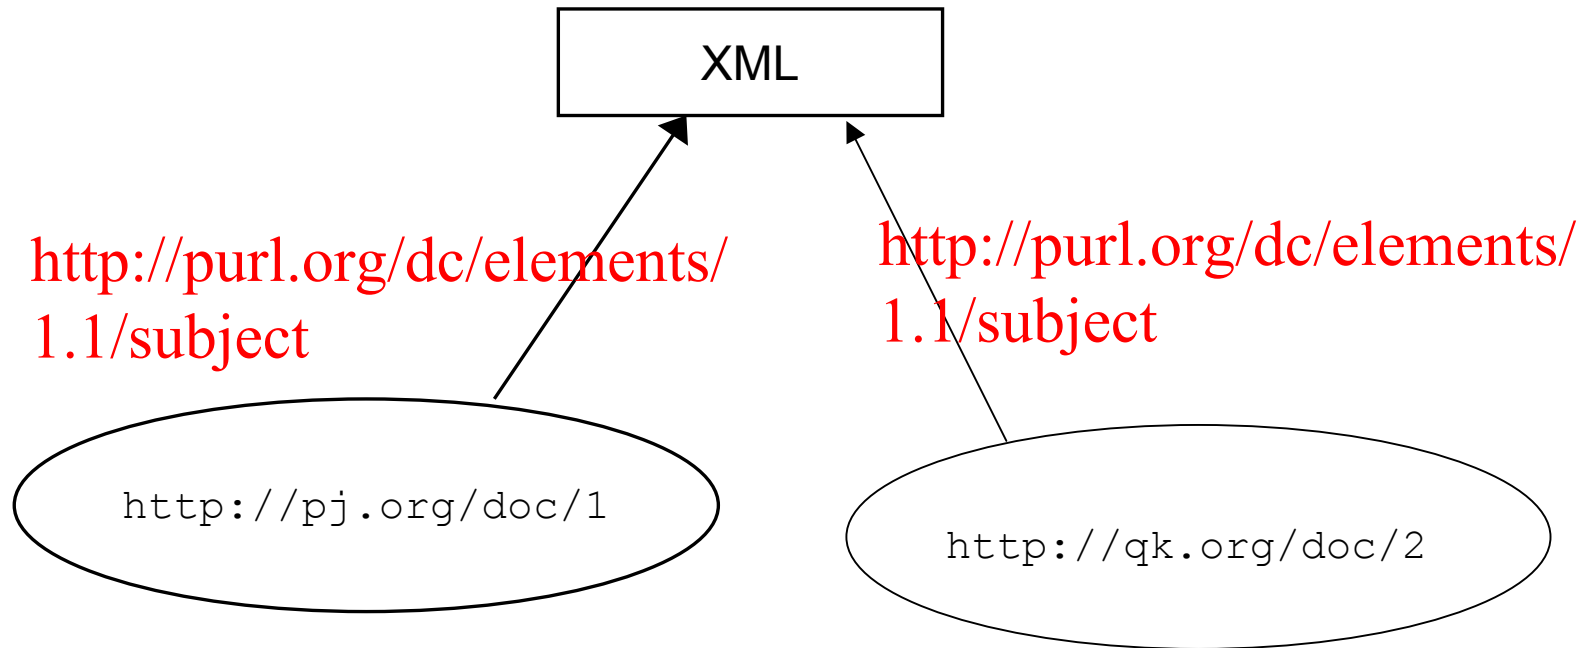 XML
http://purl.org/dc/elements/
1.1/subject
http://purl.org/dc/elements/
1.1/subject
http://pj.org/doc/1
http://qk.org/doc/2